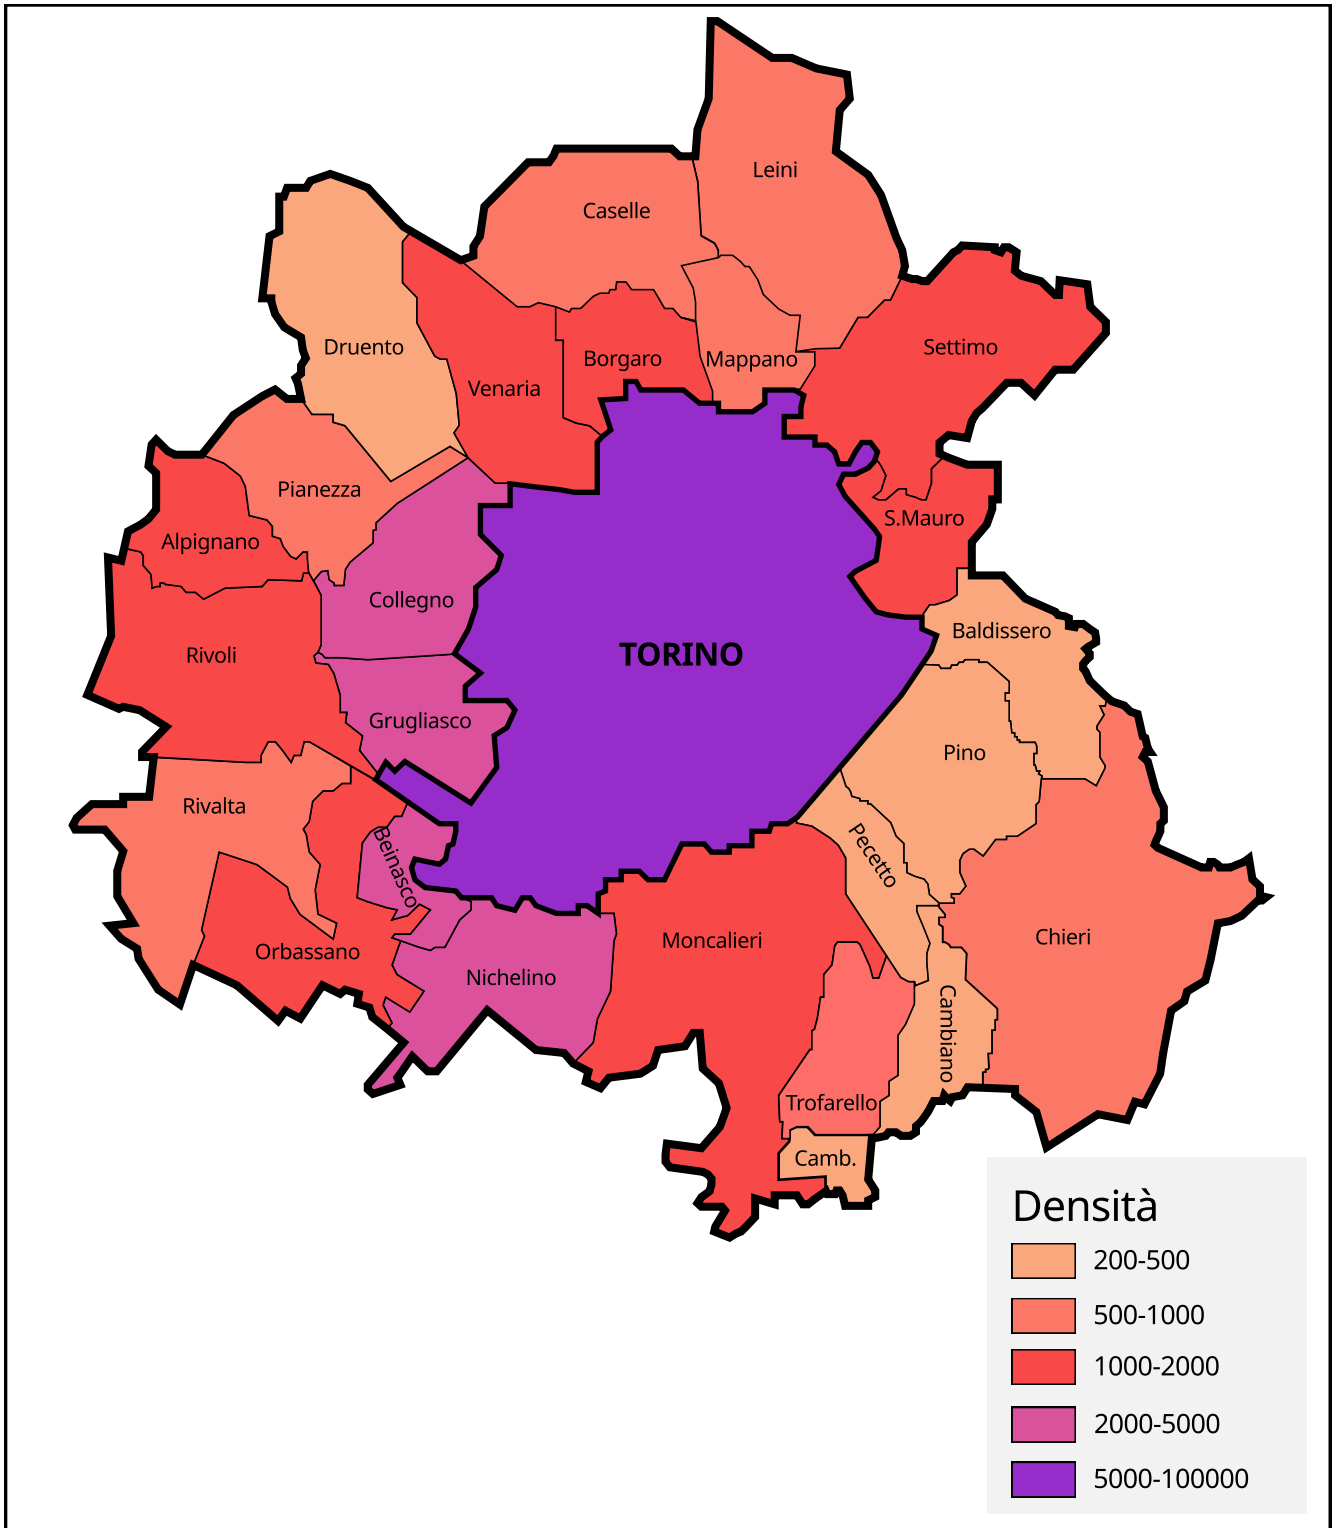 Leini
Caselle
Druento
Venaria
Borgaro
Mappano
Settimo
Pianezza
Alpignano
S.Mauro
Collegno
Rivoli
TORINO
Baldissero
Grugliasco
Pino
Rivalta
Beinasco
Pecetto
Orbassano
Nichelino
Moncalieri
Chieri
Cambiano
Trofarello
Camb.
Densità
200-500
500-1000
1000-2000
2000-5000
5000-100000